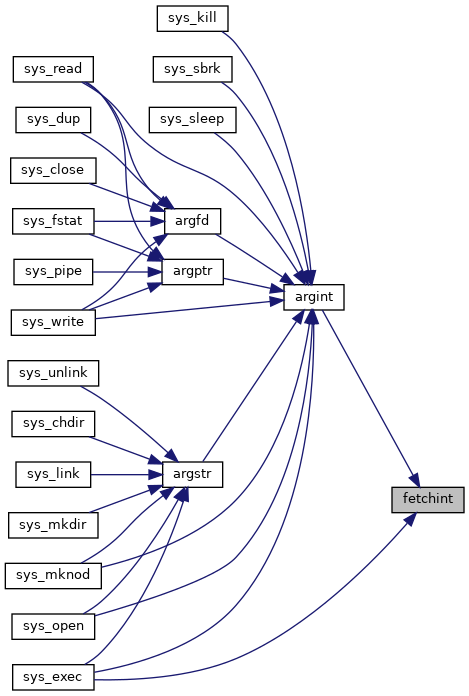 sys_kill
sys_read
sys_sbrk
sys_dup
sys_sleep
sys_close
sys_fstat
argfd
sys_pipe
argptr
argint
sys_write
sys_unlink
sys_chdir
sys_link
argstr
fetchint
sys_mkdir
sys_mknod
sys_open
sys_exec